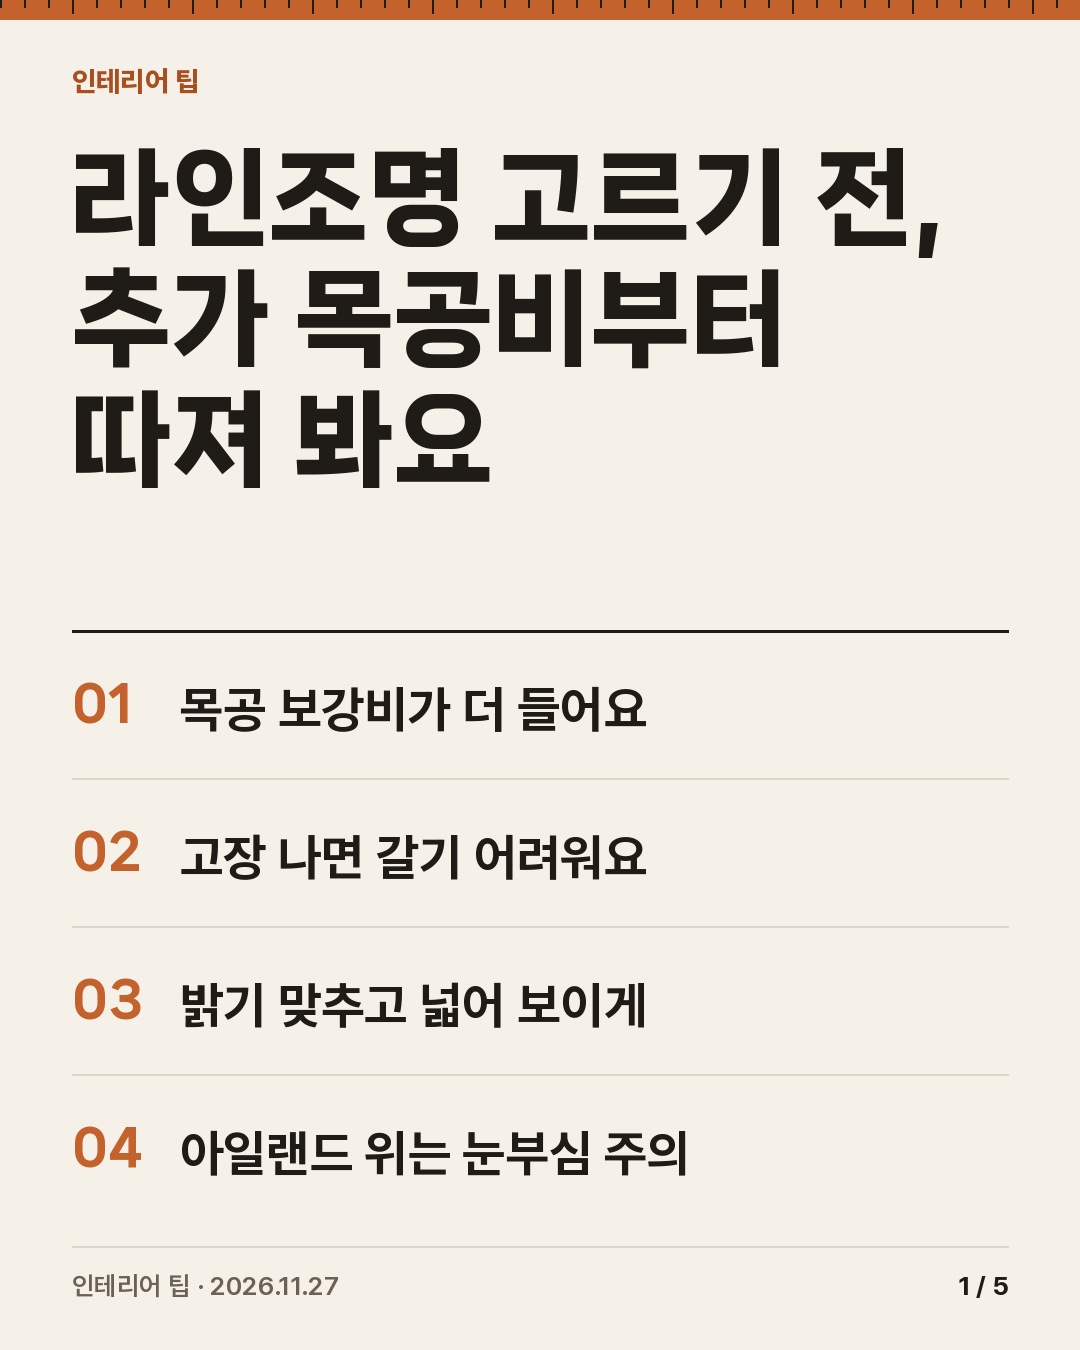 인테리어 팁
라인조명 고르기 전,
추가 목공비부터
따져 봐요
01 목공 보강비가 더 들어요
02 고장 나면 갈기 어려워요
03 밝기 맞추고 넓어 보이게
04 아일랜드 위는 눈부심 주의
인테리어 팁 · 2026.11.27 1 / 5